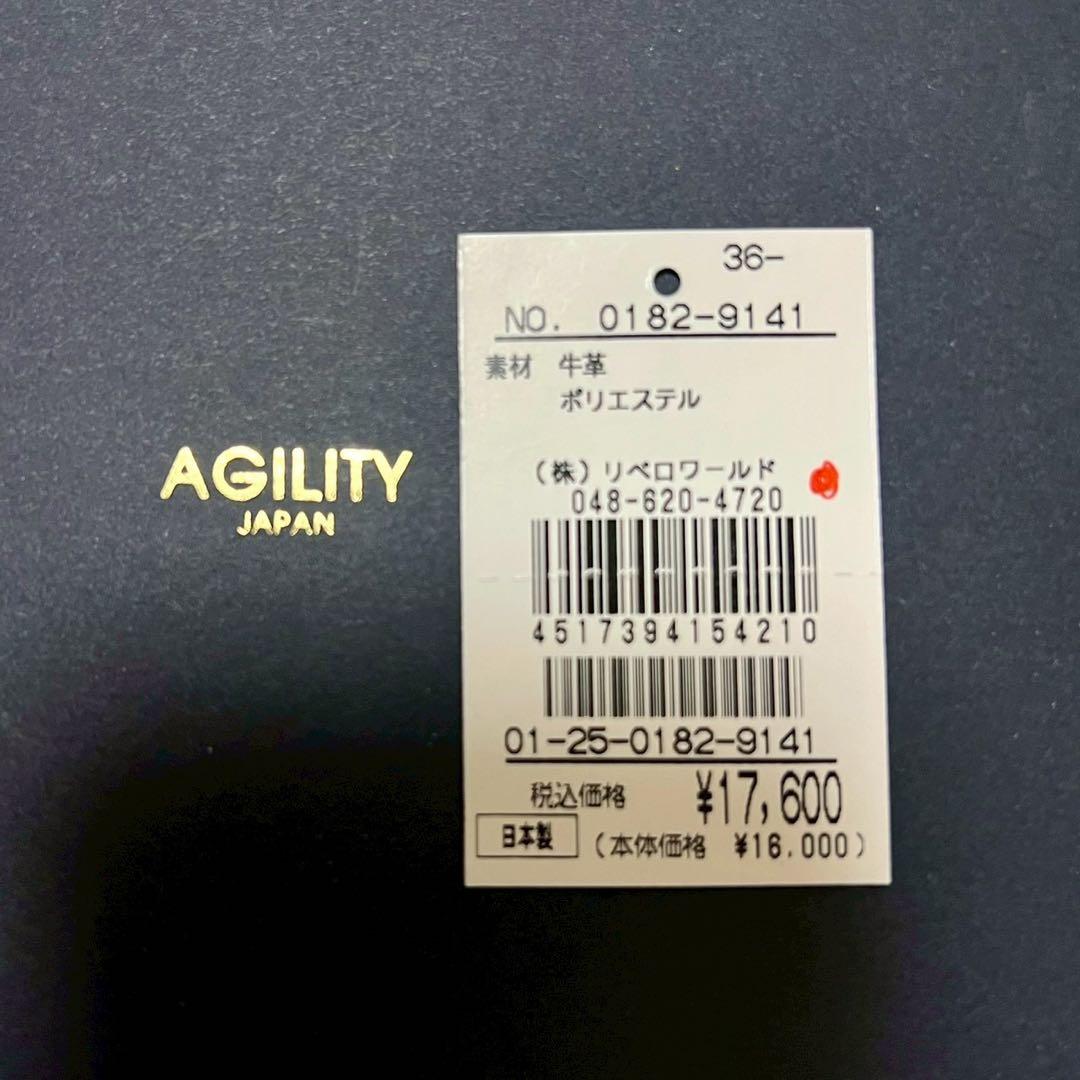 AGILITY
JAPAN
36-
NO. 0182-9141
素材 牛革
ポリエステル
(株)リベロワールド
048-620-4720
4517394154210
01-25-0182-9141
税込価格 ¥17,600
日本製 (本体価格 ¥16,000)